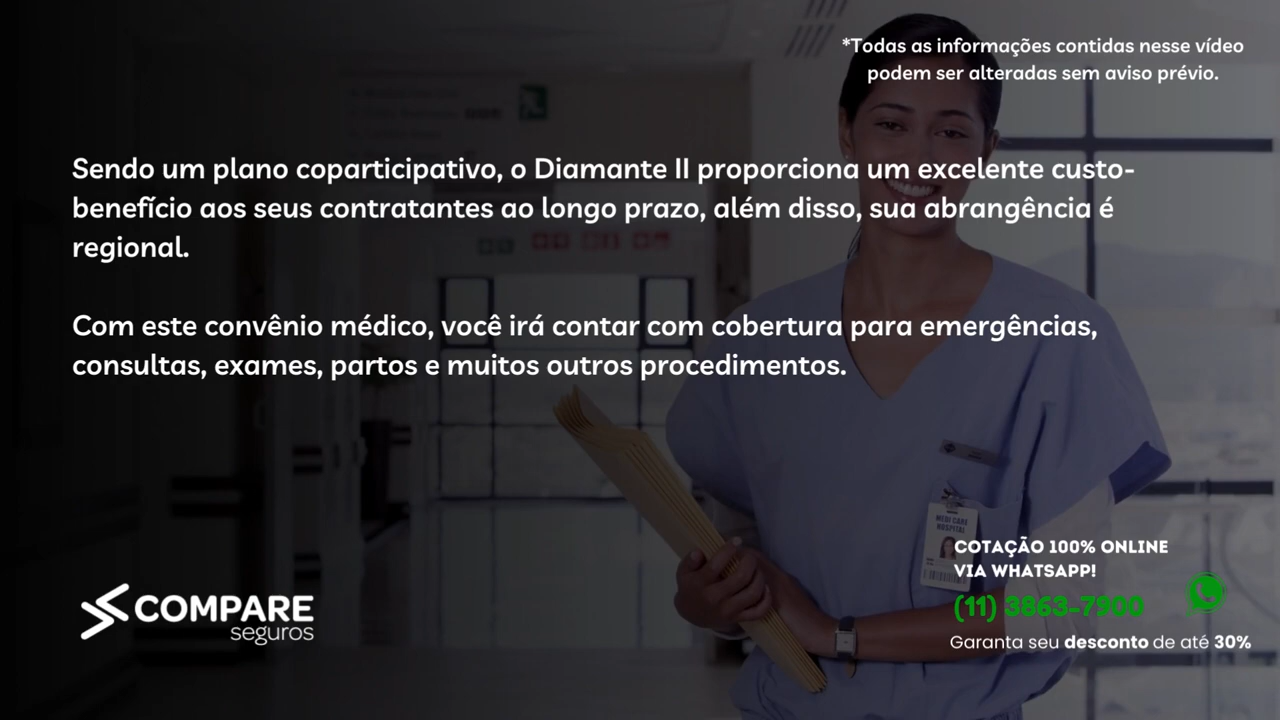 *Todas as informações contidas nesse vídeo
podem ser alteradas sem aviso prévio.
Sendo um plano coparticipativo, o Diamante II proporciona um excelente custo-
benefício aos seus contratantes ao longo prazo, além disso, sua abrangência é
regional.
Com este convênio médico, você irá contar com cobertura para emergências,
consultas, exames, partos e muitos outros procedimentos.
MEDI CARE
HOSPITAL
COTAÇÃO 100% ONLINE
VIA WHATSAPP!
(11) 3863-7900
Garanta seu desconto de até 30%
COMPARE
seguros